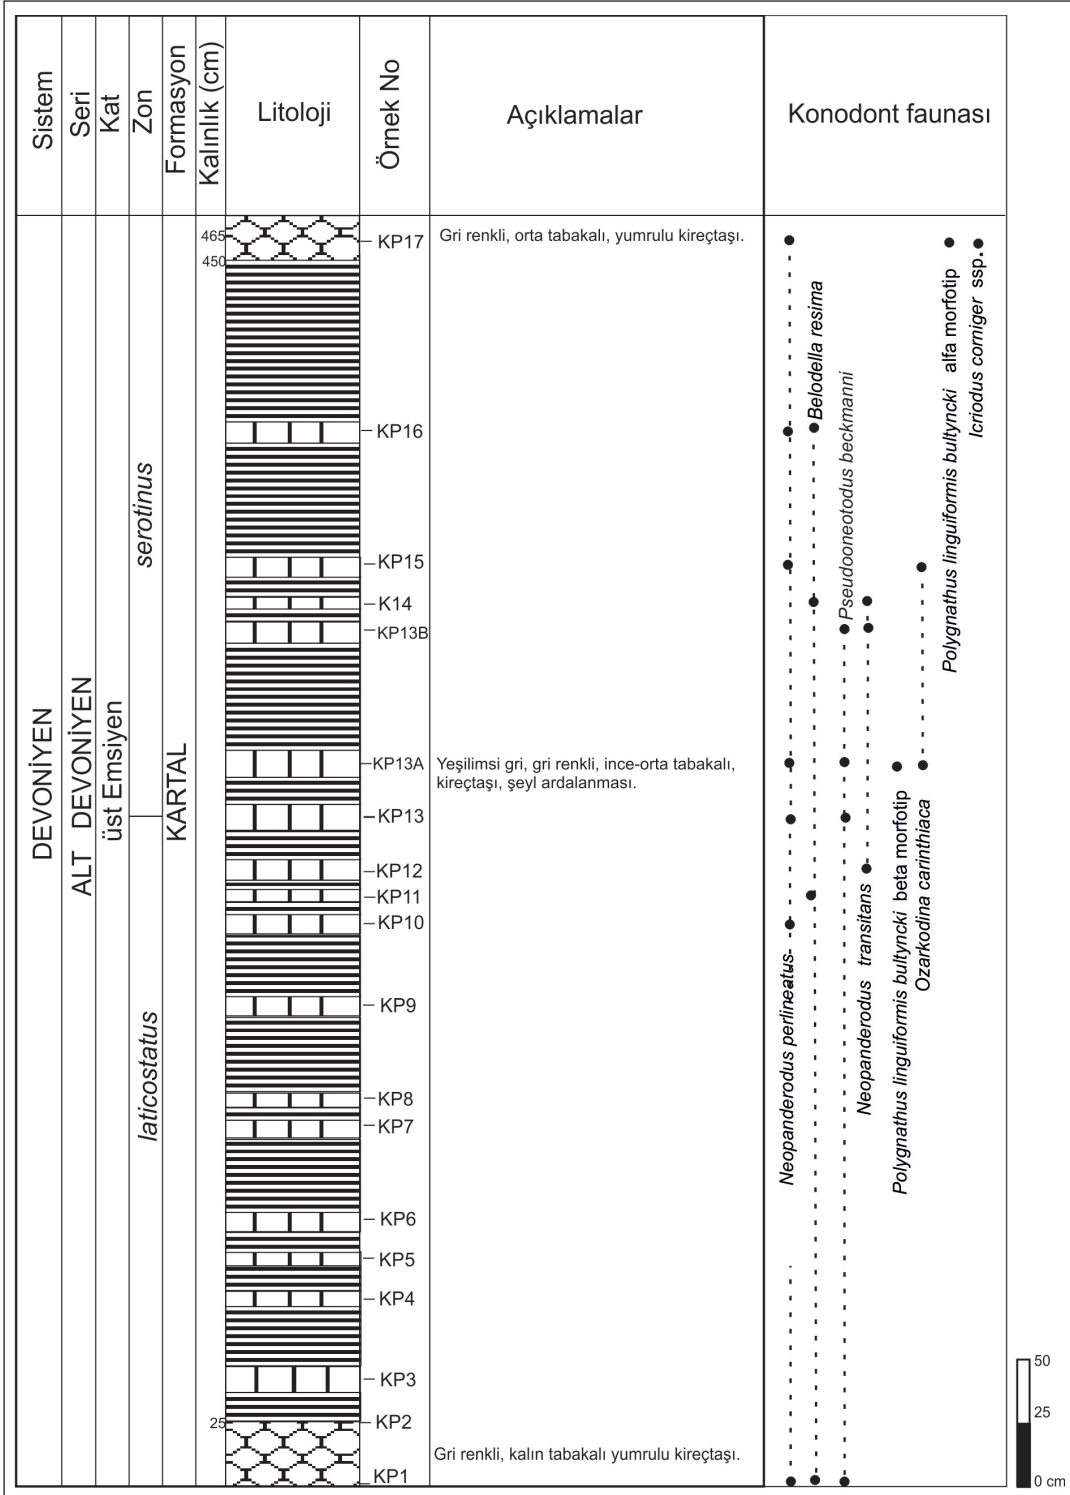 Sistem
Seri
Kat
Zon
Formasyon
Kalınlık (cm)
Litoloji
Örnek No
Açıklamalar
Konodont faunası
DEVONİYEN
ALT DEVONİYEN
üst Emsiyen
serotinus
laticostatus
KARTAL
465
450
25
KP17
KP16
KP15
K14
KP13B
KP13A
KP13
KP12
KP11
KP10
KP9
KP8
KP7
KP6
KP5
KP4
KP3
KP2
KP1
Gri renkli, orta tabakalı, yumrulu kireçtaşı.
Yeşilimsi gri, gri renkli, ince-orta tabakalı,
kireçtaşı, şeyl ardalanması.
Gri renkli, kalın tabakalı yumrulu kireçtaşı.
Neopanderodus perlineatus
Belodella resima
Pseudooneotodus beckmanni
Neopanderodus transitans
Polygnathus linguiformis bultyncki beta morfotip
Ozarkodina carinthiaca
Polygnathus linguiformis bultyncki alfa morfotip
Icriodus corniger ssp.
50
25
0 cm